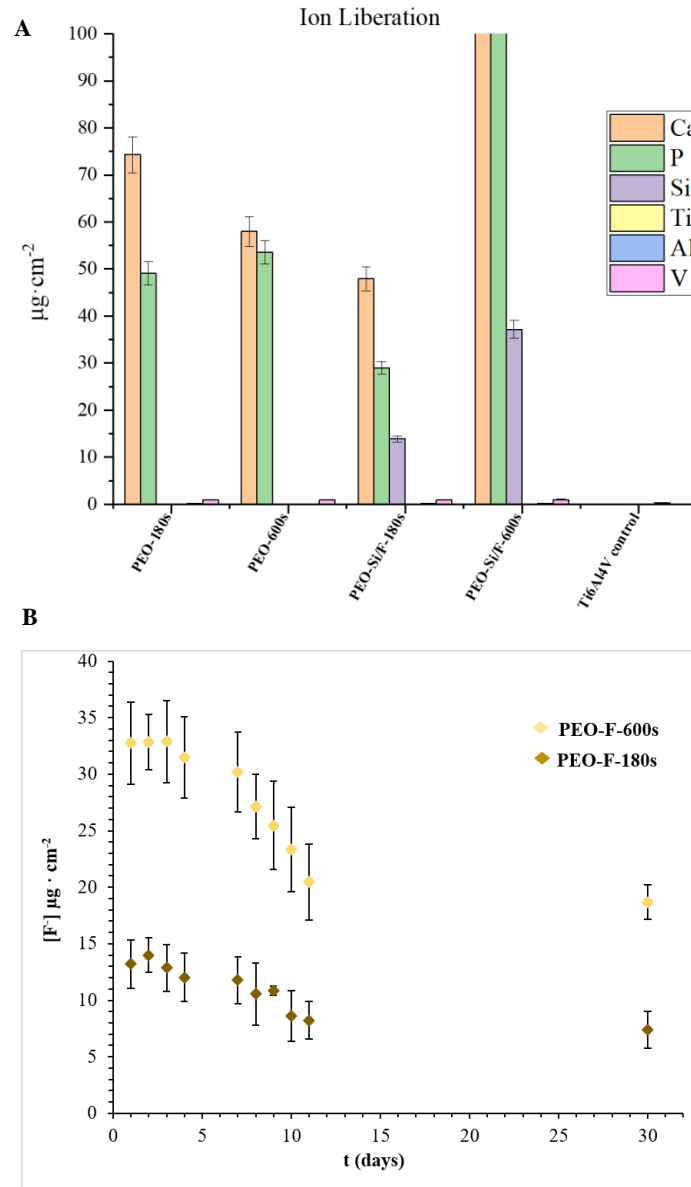 A
Ion Liberation
100
90
80
70
60
50
40
30
20
10
0
µg·cm-2
Ca
P
Si
Ti
Al
V
PEO-180s
PEO-600s
PEO-Si/F-180s
PEO-Si/F-600s
Ti6Al4V control
B
40
35
30
25
20
15
10
5
0
[F-] µg · cm-2
PEO-F-600s
PEO-F-180s
0 5 10 15 20 25 30
t (days)